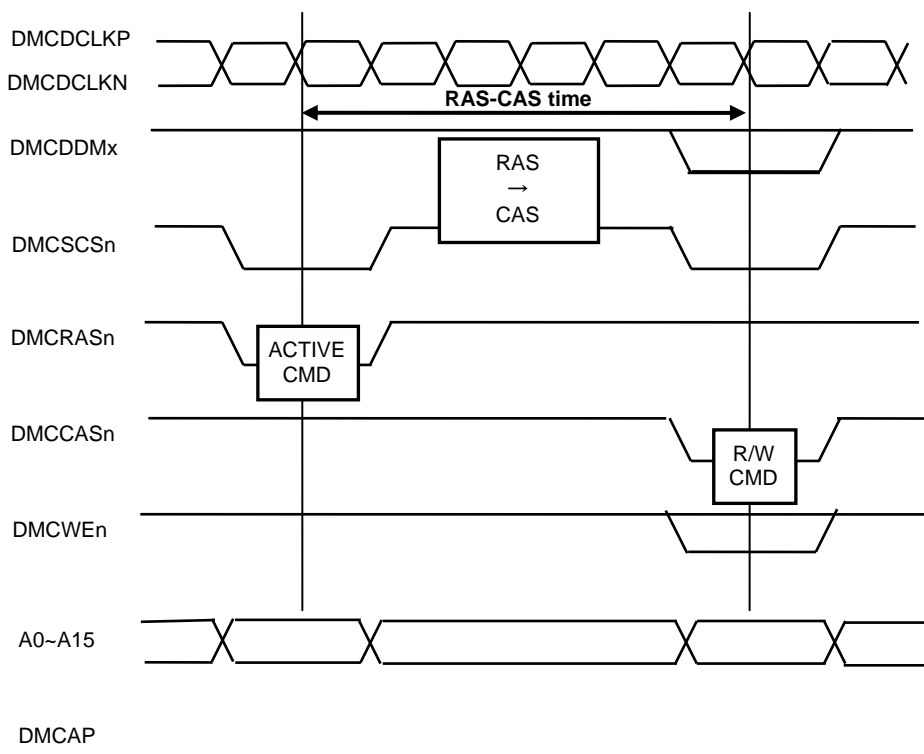 DMCDCLKP
DMCDCLKN
RAS-CAS time
DMCDDMx
RAS
→
CAS
DMCSCSn
DMCRASn
ACTIVE
CMD
DMCCASn
R/W
CMD
DMCWEn
A0~A15
DMCAP